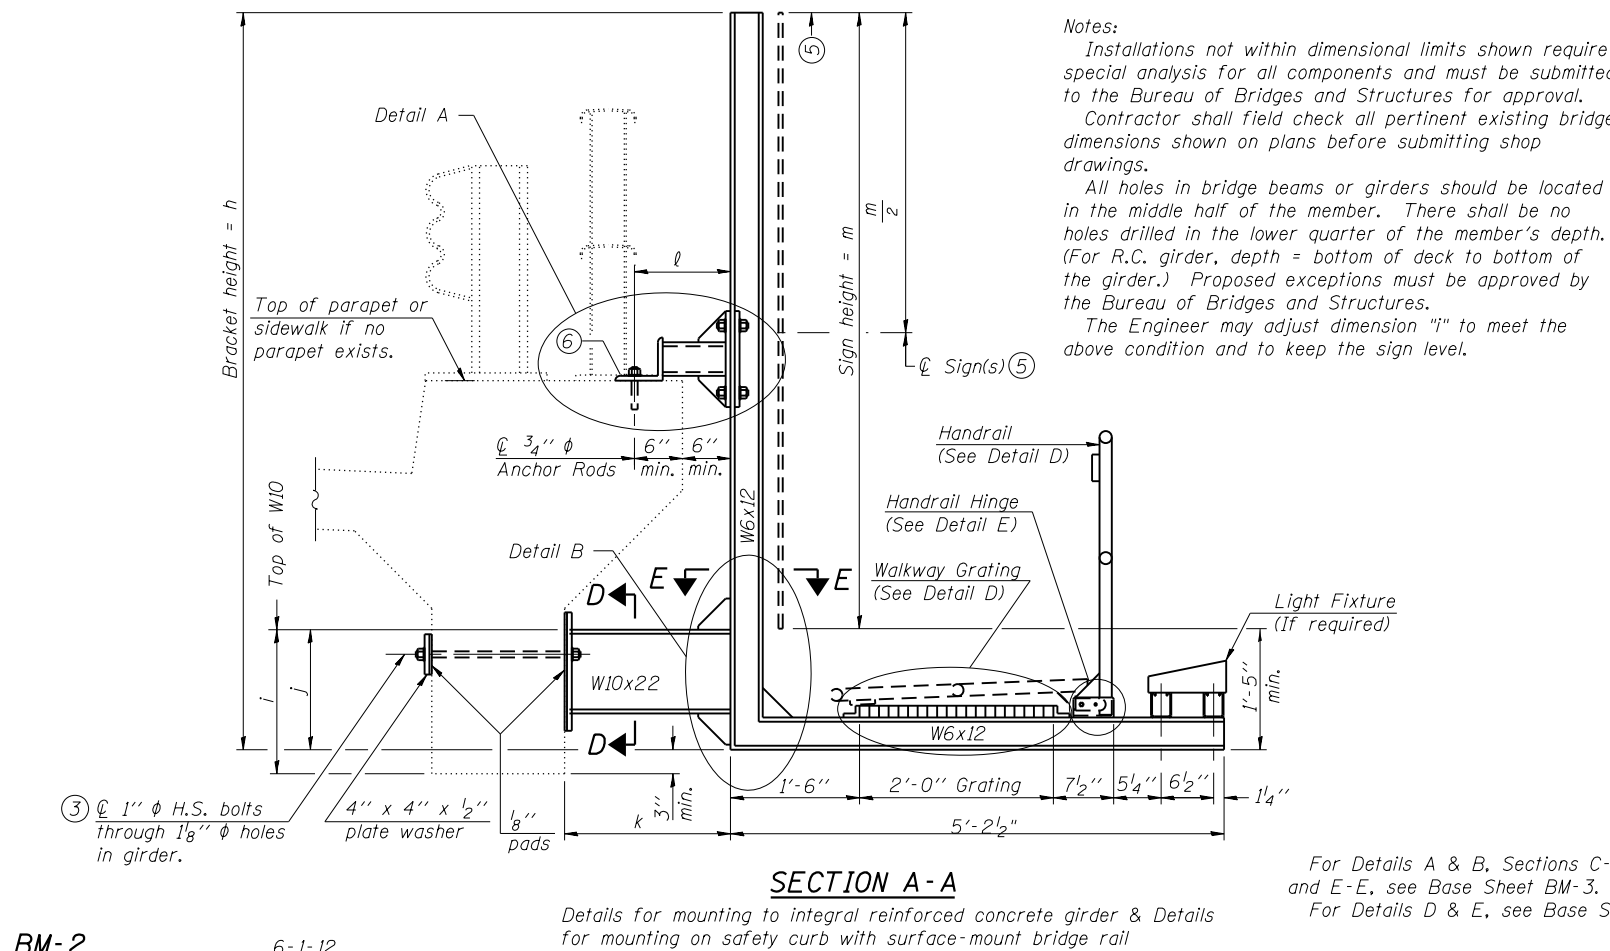 Notes:
Installations not within dimensional limits shown require
special analysis for all components and must be submitted
to the Bureau of Bridges and Structures for approval.
Contractor shall field check all pertinent existing bridge
dimensions shown on plans before submitting shop
drawings.
All holes in bridge beams or girders should be located
in the middle half of the member. There shall be no
holes drilled in the lower quarter of the member's depth.
(For R.C. girder, depth = bottom of deck to bottom of
the girder.) Proposed exceptions must be approved by
the Bureau of Bridges and Structures.
The Engineer may adjust dimension "i" to meet the
above condition and to keep the sign level.
5
Detail A
m
2
Bracket height = h
Sign height = m
ℓ
Top of parapet or
sidewalk if no
parapet exists.
6
℄ Sign(s) 5
℄ 3/4'' ϕ
Anchor Rods
6''
min.
6''
min.
Handrail
(See Detail D)
Top of W10
W6x12
Handrail Hinge
(See Detail E)
Detail B
E
E
D
Walkway Grating
(See Detail D)
Light Fixture
(If required)
i
j
W10x22
1'-5''
min.
D
W6x12
1'-6''
2'-0'' Grating
7 1/2''
5 1/4''
6 1/2''
1 1/4''
3 ℄ 1'' ϕ H.S. bolts
through 1 1/8'' ϕ holes
in girder.
4'' x 4'' x 1/2''
plate washer
1/8''
pads
k
3''
min.
5'-2 1/2"
SECTION A-A
Details for mounting to integral reinforced concrete girder & Details
for mounting on safety curb with surface-mount bridge rail
For Details A & B, Sections C-
and E-E, see Base Sheet BM-3.
For Details D & E, see Base S
BM-2
6-1-12